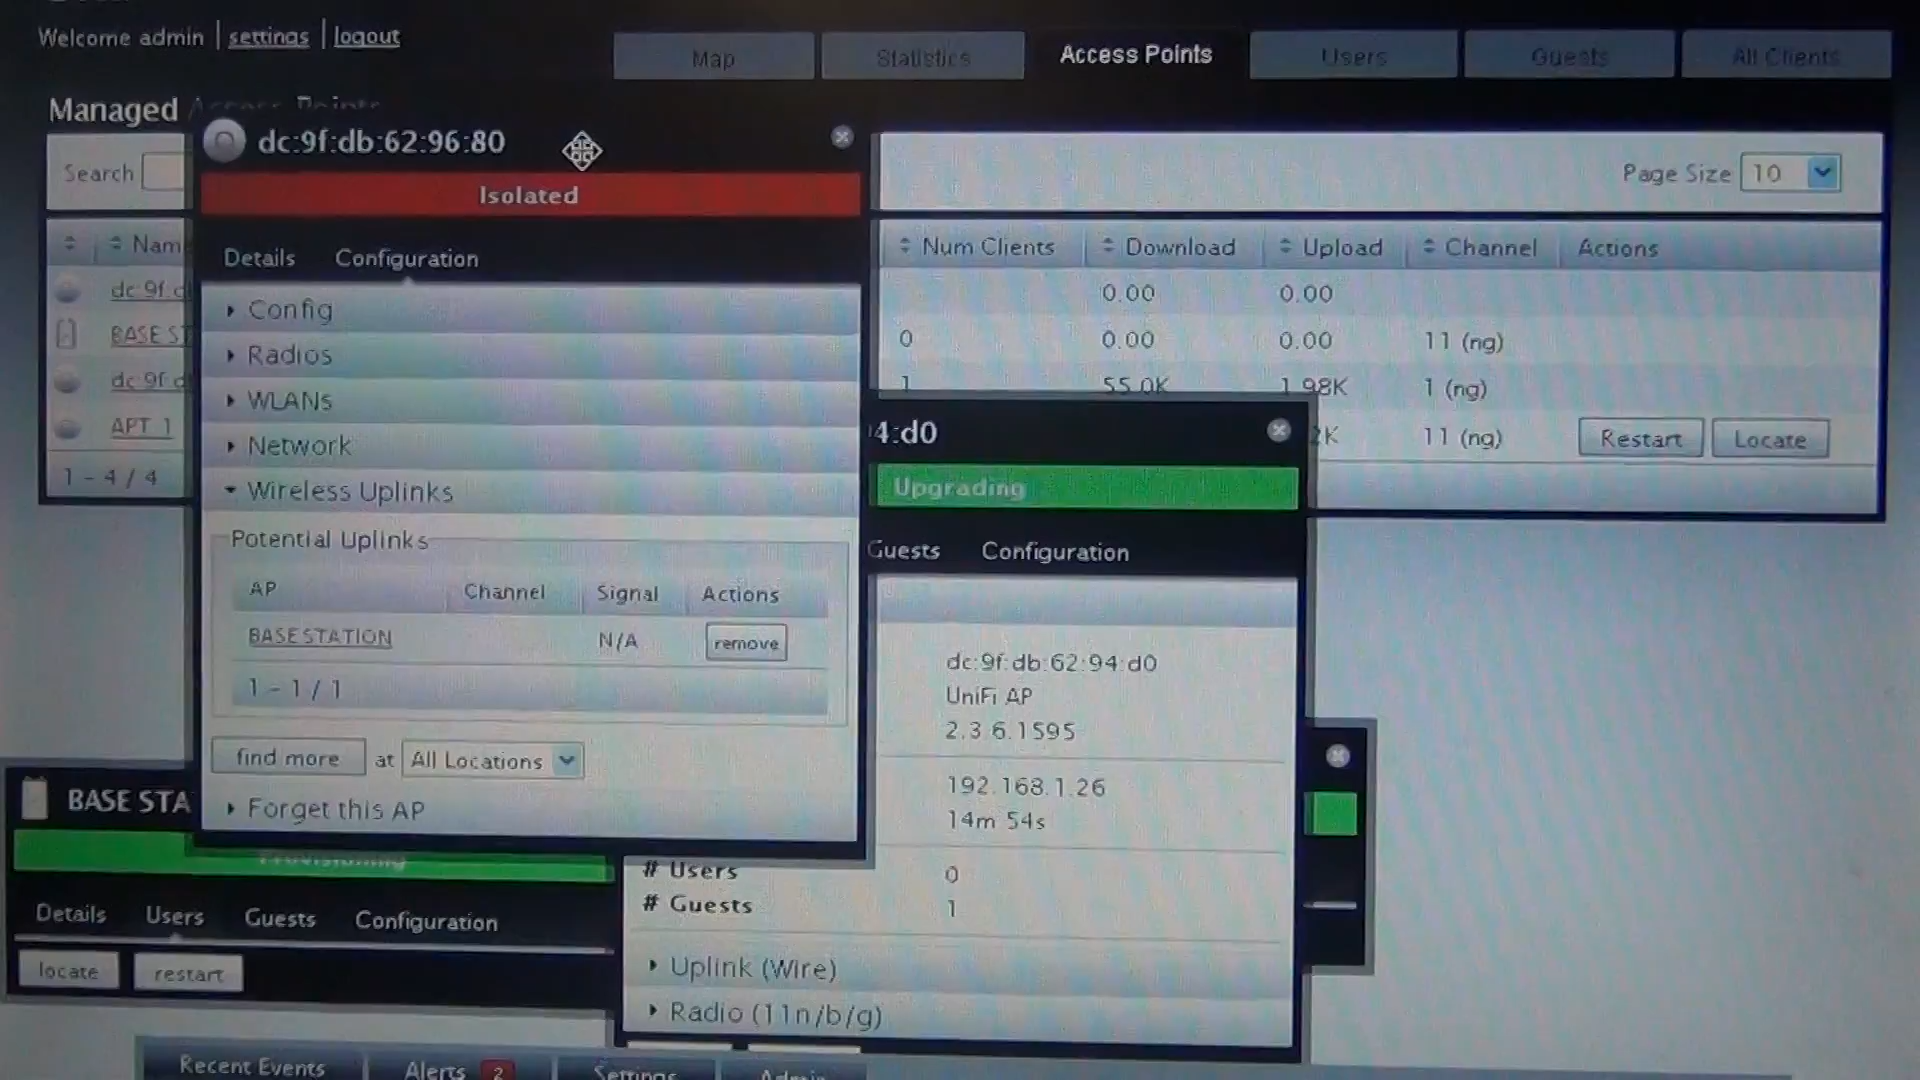 Welcome admin | settings | logout
Map
Statistics
Access Points
Users
Guests
All Clients
Managed Access Points
dc:9f:db:62:96:80
Search
Page Size 10
Isolated
Name
Num Clients
Download
Upload
Channel
Actions
Details
Configuration
dc:9f:d
0.00
0.00
Config
BASE ST
0
0.00
0.00
11 (ng)
Radios
dc:9f:d
1
55.0K
1.98K
1 (ng)
WLANs
APT 1
2K
11 (ng)
Restart
Locate
4:d0
Network
1 - 4 / 4
Upgrading
Wireless Uplinks
Potential Uplinks
Guests
Configuration
AP
Channel
Signal
Actions
BASE STATION
N/A
remove
1 - 1 / 1
dc:9f:db:62:94:d0
UniFi AP
2.3.6.1595
find more at All Locations
192.168.1.26
Forget this AP
14m 54s
BASE STA
Provisioning
# Users
0
# Guests
1
Details
Users
Guests
Configuration
locate
restart
Uplink (Wire)
Radio (11n/b/g)
Recent Events
Alerts 2
Settings
Admin